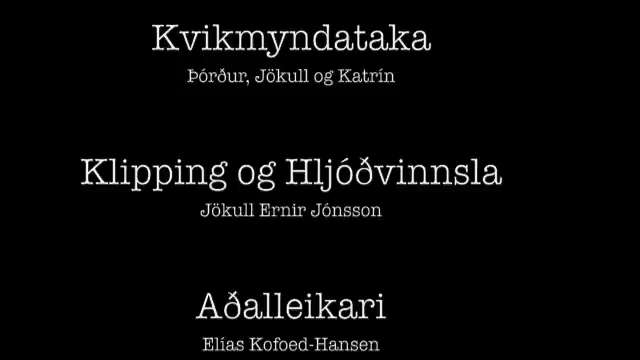 Kvikmyndataka
Þórður, Jökull og Katrín
Klipping og Hljóðvinnsla
Jökull Ernir Jónsson
Aðalleikari
Elías Kofoed-Hansen